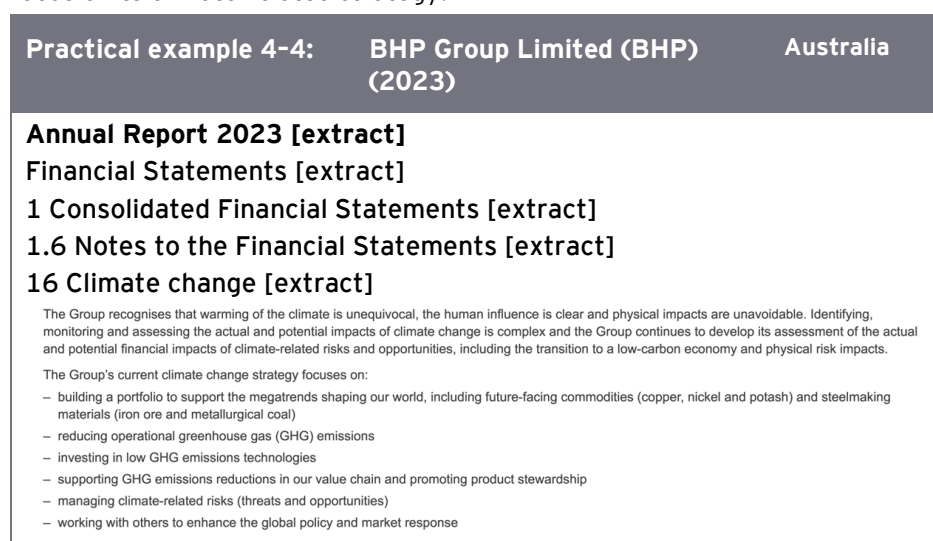 Practical example 4-4: BHP Group Limited (BHP) Australia
(2023)
Annual Report 2023 [extract]
Financial Statements [extract]
1 Consolidated Financial Statements [extract]
1.6 Notes to the Financial Statements [extract]
16 Climate change [extract]
The Group recognises that warming of the climate is unequivocal, the human influence is clear and physical impacts are unavoidable. Identifying,
monitoring and assessing the actual and potential impacts of climate change is complex and the Group continues to develop its assessment of the actual
and potential financial impacts of climate-related risks and opportunities, including the transition to a low-carbon economy and physical risk impacts.
The Group's current climate change strategy focuses on:
– building a portfolio to support the megatrends shaping our world, including future-facing commodities (copper, nickel and potash) and steelmaking
materials (iron ore and metallurgical coal)
– reducing operational greenhouse gas (GHG) emissions
– investing in low GHG emissions technologies
– supporting GHG emissions reductions in our value chain and promoting product stewardship
– managing climate-related risks (threats and opportunities)
– working with others to enhance the global policy and market response